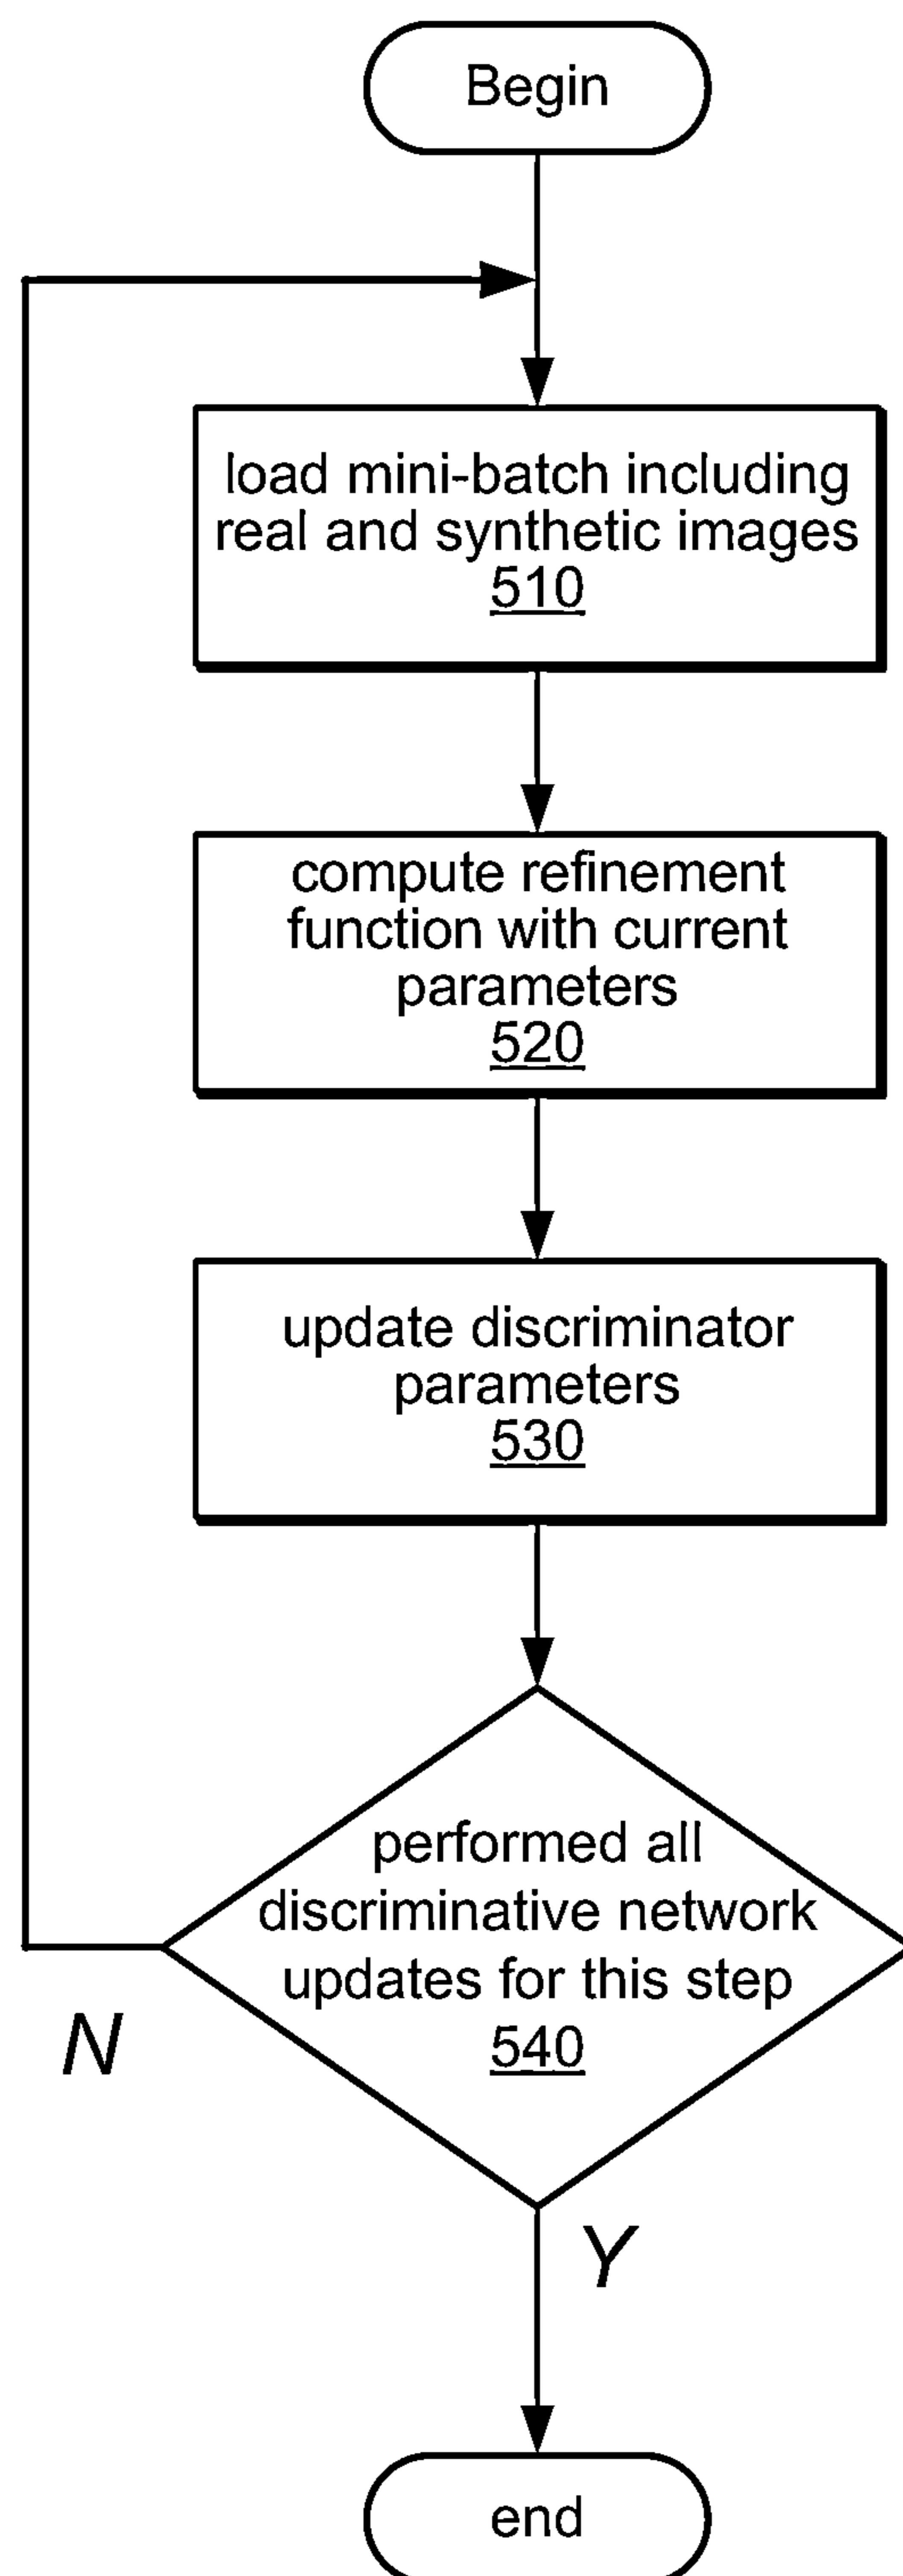 Begin
load mini-batch including
real and synthetic images
510
compute refinement
function with current
parameters
520
update discriminator
parameters
530
performed all
discriminative network
updates for this step
540
N
Y
end